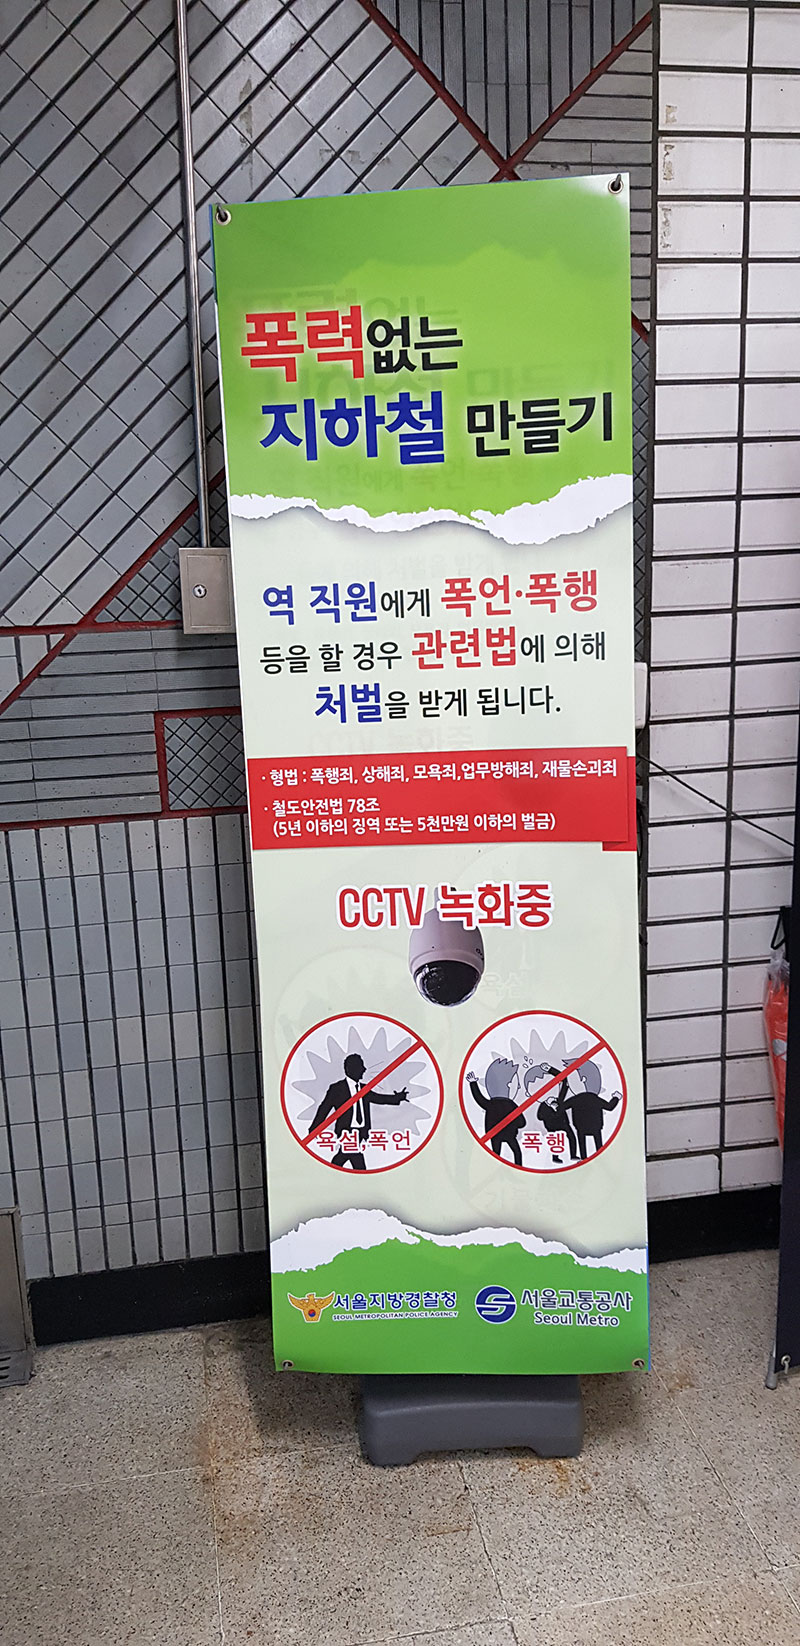 폭력없는
지하철 만들기
역 직원에게 폭언·폭행
등을 할 경우 관련법에 의해
처벌을 받게 됩니다.
· 형법 : 폭행죄, 상해죄, 모욕죄,업무방해죄, 재물손괴죄
· 철도안전법 78조
(5년 이하의 징역 또는 5천만원 이하의 벌금)
CCTV 녹화중
욕설,폭언
폭행
서울지방경찰청
SEOUL METROPOLITAN POLICE AGENCY
서울교통공사
Seoul Metro